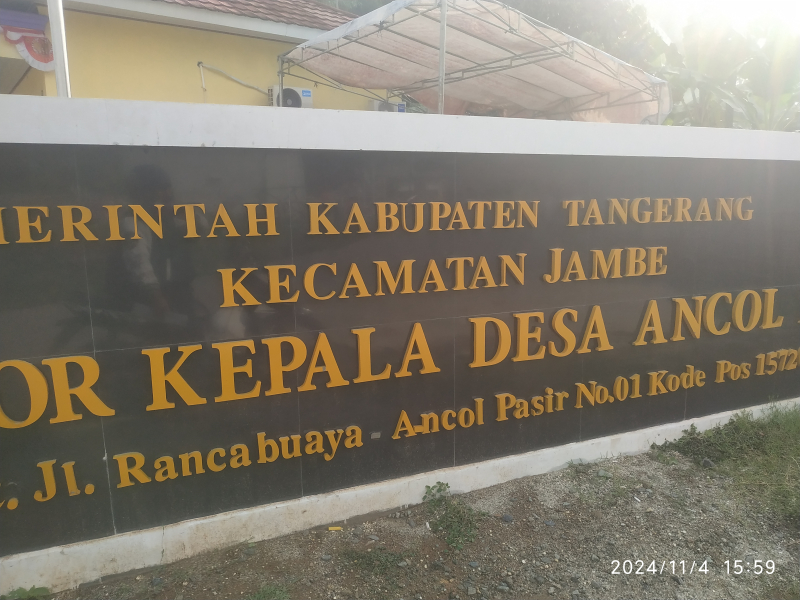 MERINTAH KABUPATEN TANGERANG
KECAMATAN JAMBE
OR KEPALA DESA ANCOL
. Jl. Rancabuaya - Ancol Pasir No.01 Kode Pos 1572
2024/11/4 15:59